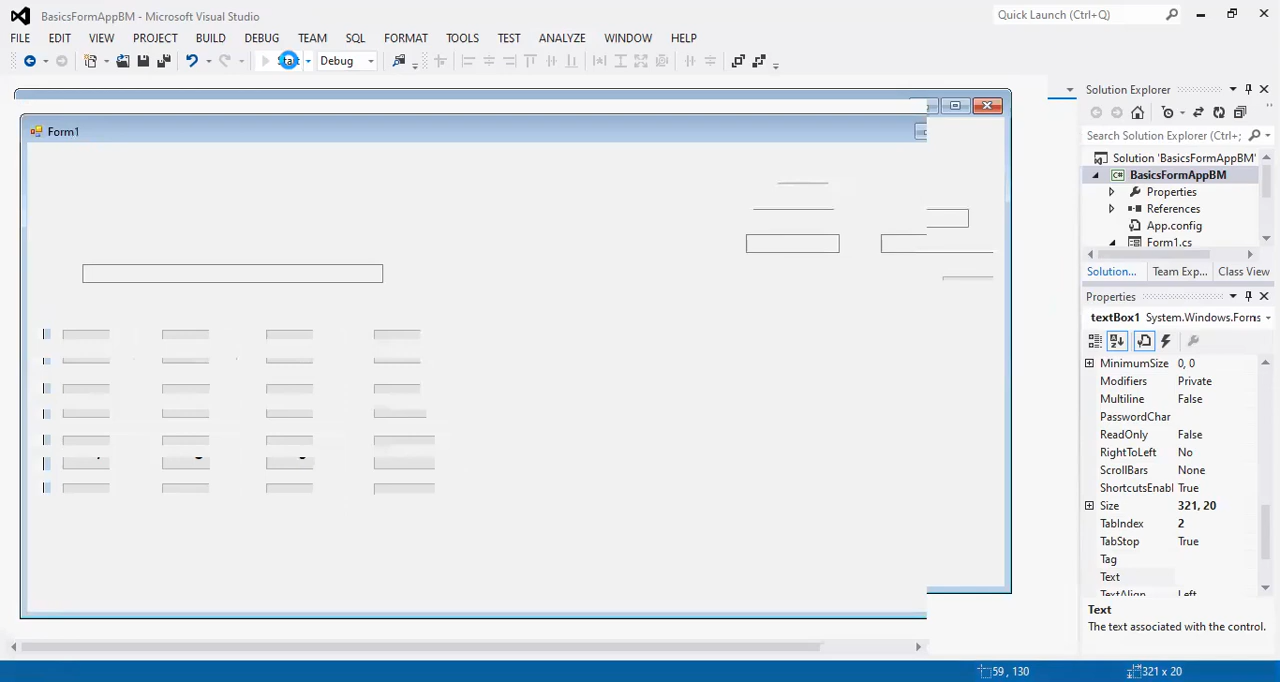 BasicsFormAppBM - Microsoft Visual Studio
Quick Launch (Ctrl+Q)
FILE EDIT VIEW PROJECT BUILD DEBUG TEAM SQL FORMAT TOOLS TEST ANALYZE WINDOW HELP
Debug
Form1
Solution Explorer
Search Solution Explorer (Ctrl+;
Solution 'BasicsFormAppBM'
BasicsFormAppBM
Properties
References
App.config
Form1.cs
Solution... Team Exp... Class View
Properties
textBox1 System.Windows.Forms
MinimumSize 0, 0
Modifiers Private
Multiline False
PasswordChar
ReadOnly False
RightToLeft No
ScrollBars None
ShortcutsEnabl True
Size 321, 20
TabIndex 2
TabStop True
Tag
Text
TextAlign Left
Text
The text associated with the control.
59 , 130
321 x 20